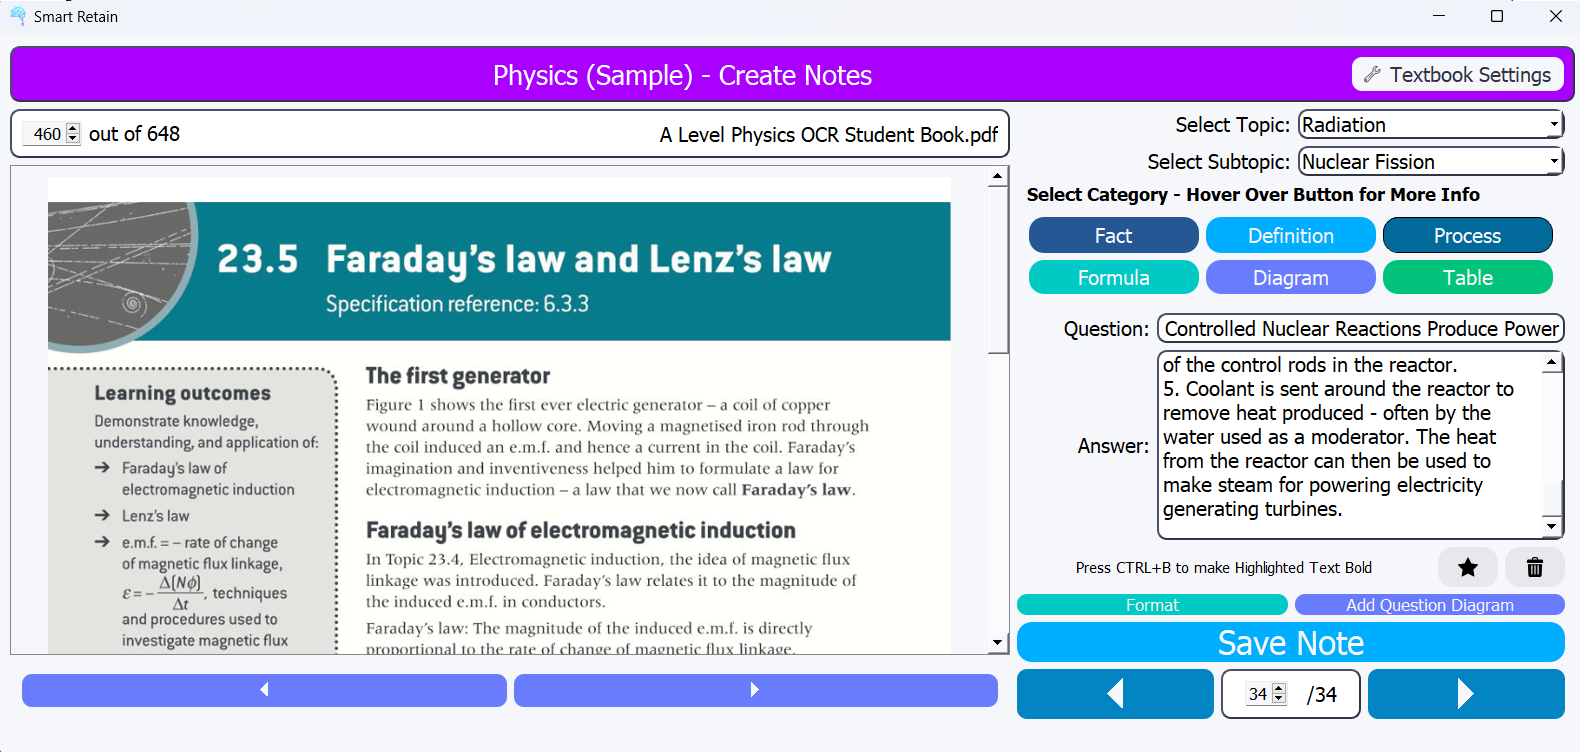 Smart Retain
Physics (Sample) - Create Notes
Textbook Settings
460 out of 648
A Level Physics OCR Student Book.pdf
23.5 Faraday's law and Lenz's law
Specification reference: 6.3.3
Learning outcomes
Demonstrate knowledge,
understanding, and application of:
→ Faraday's law of
electromagnetic induction
→ Lenz's law
→ e.m.f. = – rate of change
of magnetic flux linkage,
ε = – Δ(Nϕ)/Δt, techniques
and procedures used to
investigate magnetic flux
The first generator
Figure 1 shows the first ever electric generator – a coil of copper
wound around a hollow core. Moving a magnetised iron rod through
the coil induced an e.m.f. and hence a current in the coil. Faraday's
imagination and inventiveness helped him to formulate a law for
electromagnetic induction – a law that we now call Faraday's law.
Faraday's law of electromagnetic induction
In Topic 23.4, Electromagnetic induction, the idea of magnetic flux
linkage was introduced. Faraday's law relates it to the magnitude of
the induced e.m.f. in conductors.
Faraday's law: The magnitude of the induced e.m.f. is directly
proportional to the rate of change of magnetic flux linkage.
Select Topic: Radiation
Select Subtopic: Nuclear Fission
Select Category - Hover Over Button for More Info
Fact
Definition
Process
Formula
Diagram
Table
Question: Controlled Nuclear Reactions Produce Power
Answer:
of the control rods in the reactor.
5. Coolant is sent around the reactor to
remove heat produced - often by the
water used as a moderator. The heat
from the reactor can then be used to
make steam for powering electricity
generating turbines.
Press CTRL+B to make Highlighted Text Bold
Format
Add Question Diagram
Save Note
34 /34